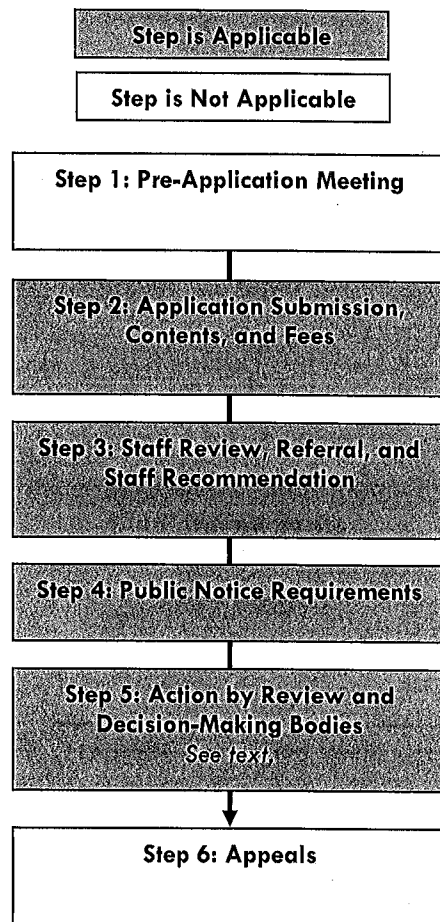 Step is Applicable
Step is Not Applicable
Step 1: Pre-Application Meeting
Step 2: Application Submission,
Contents, and Fees
Step 3: Staff Review, Referral, and
Staff Recommendation
Step 4: Public Notice Requirements
Step 5: Action by Review and
Decision-Making Bodies
See text.
Step 6: Appeals